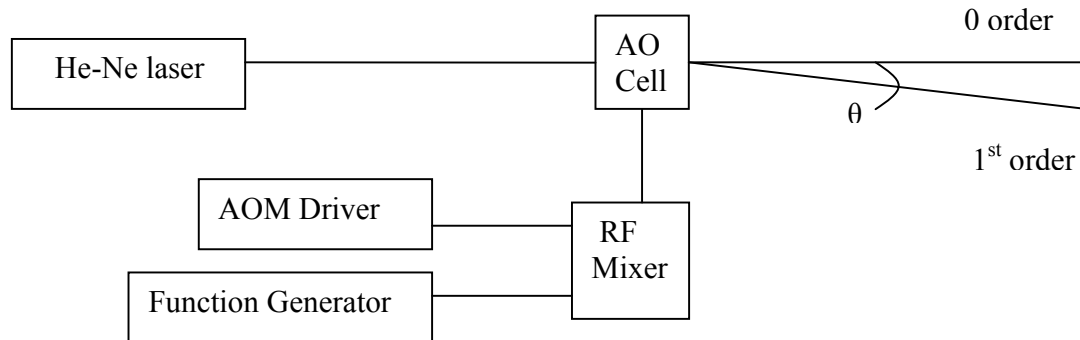 0 order
He-Ne laser
AO
Cell
θ
1st order
AOM Driver
RF
Mixer
Function Generator